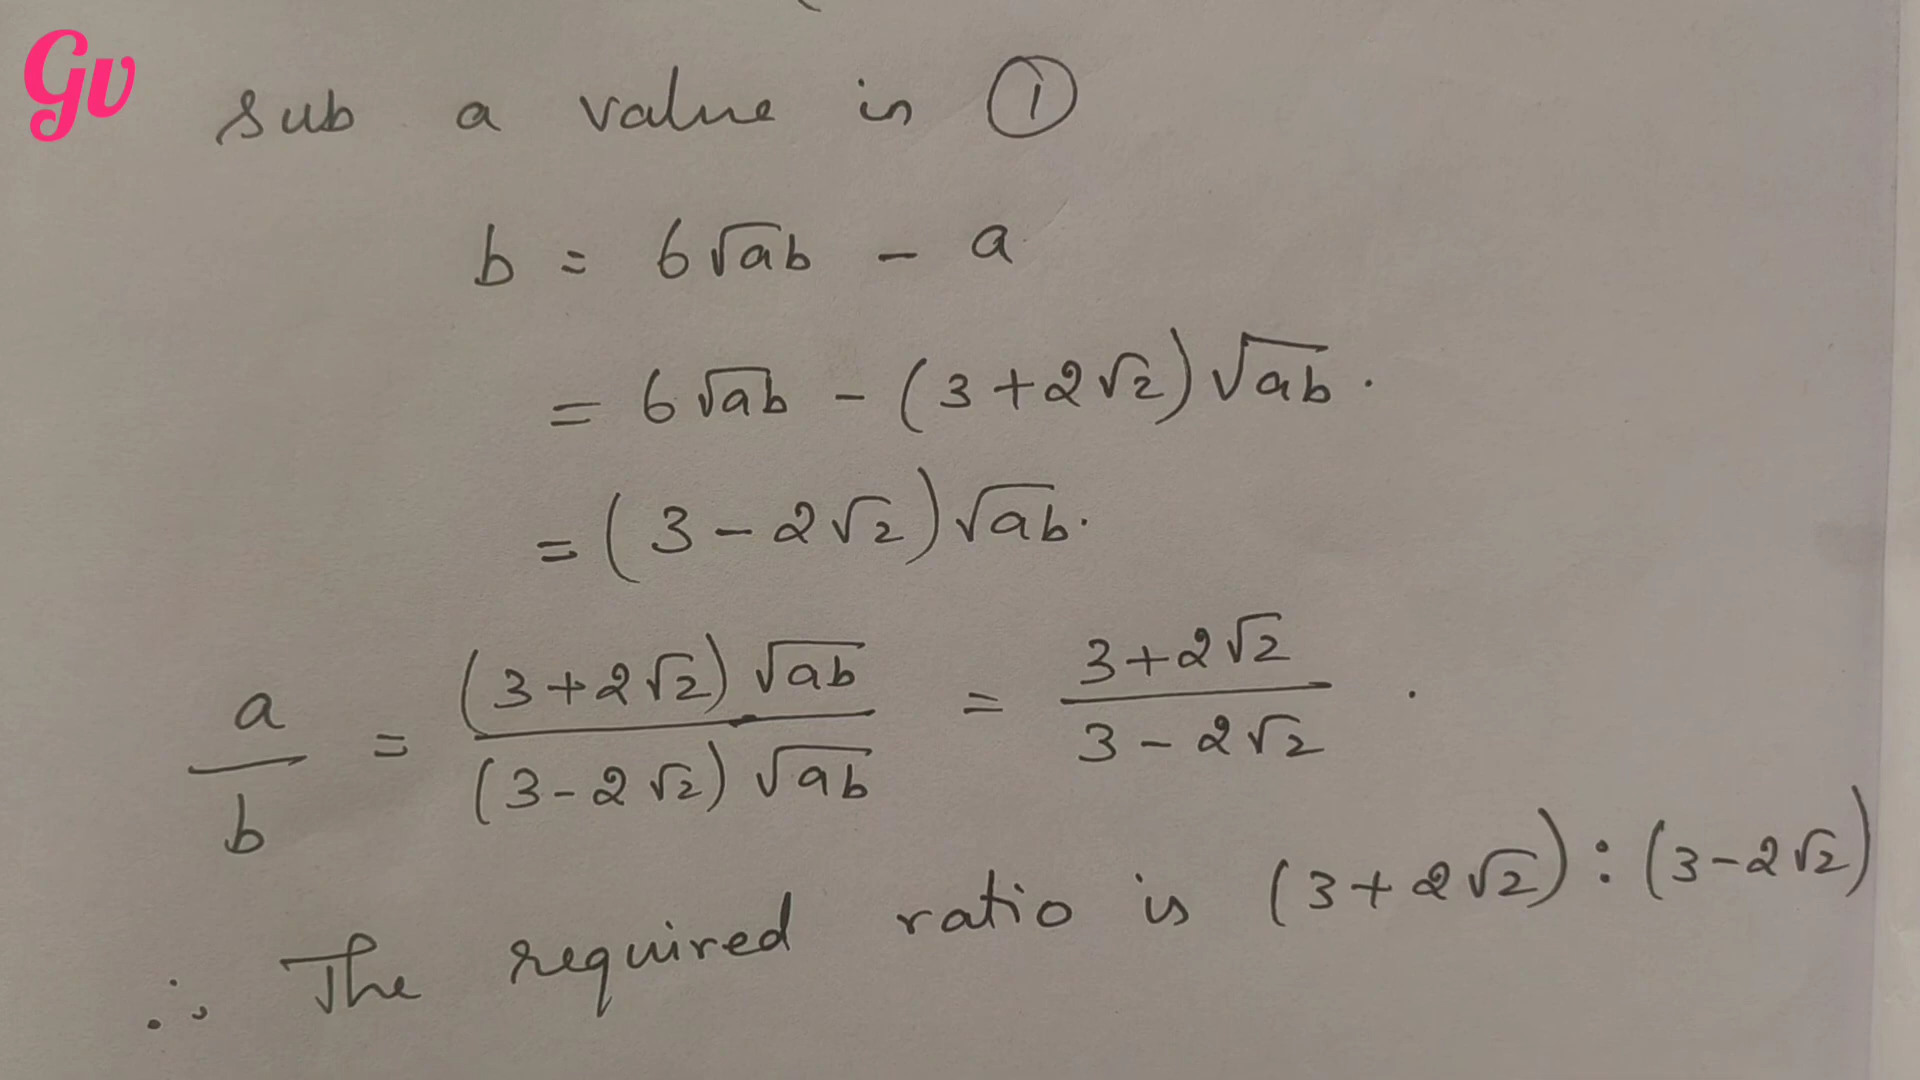 Gv
sub a value in ①
b = 6√ab - a
= 6√ab - (3+2√2)√ab.
= (3-2√2)√ab.
a/b = (3+2√2)√ab / (3-2√2)√ab = 3+2√2 / 3-2√2 .
∴ The required ratio is (3+2√2) : (3-2√2)